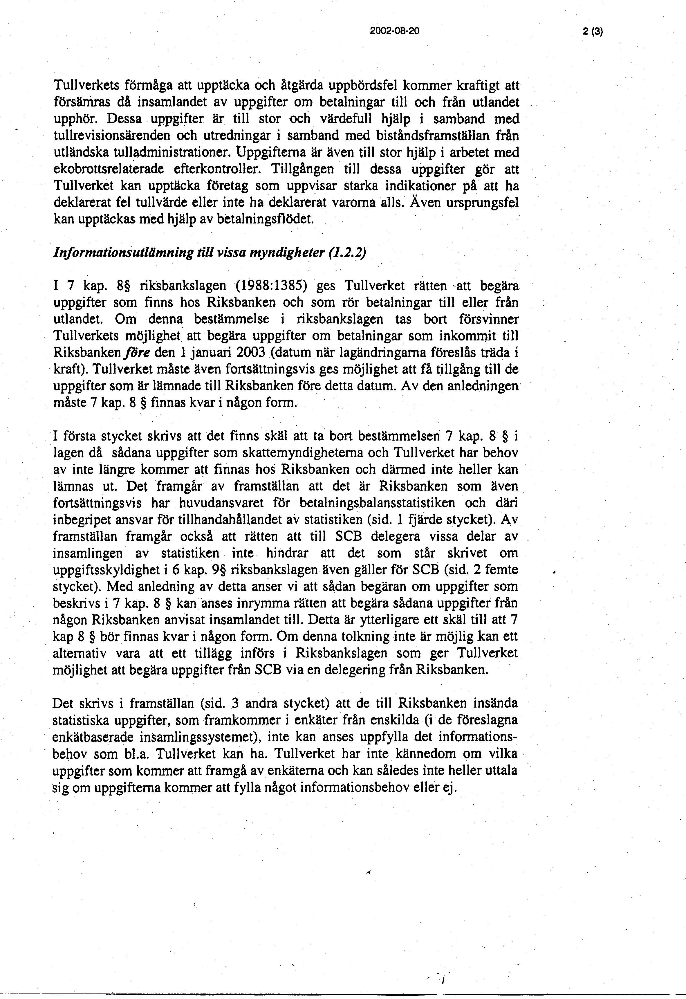 2002-08-20 2 (3)
Tullverkets förmåga att upptäcka och åtgärda uppbördsfel kommer kraftigt att
försämras då insamlandet av uppgifter om betalningar till och från utlandet
upphör. Dessa uppgifter är till stor och värdefull hjälp i samband med
tullrevisionsärenden och utredningar i samband med biståndsframställan från
utländska tulladministrationer. Uppgifterna är även till stor hjälp i arbetet med
ekobrottsrelaterade efterkontroller. Tillgången till dessa uppgifter gör att
Tullverket kan upptäcka företag som uppvisar starka indikationer på att ha
deklarerat fel tullvärde eller inte ha deklarerat varorna alls. Även ursprungsfel
kan upptäckas med hjälp av betalningsflödet.
Informationsutlämning till vissa myndigheter (1.2.2)
I 7 kap. 8§ riksbankslagen (1988:1385) ges Tullverket rätten att begära
uppgifter som finns hos Riksbanken och som rör betalningar till eller från
utlandet. Om denna bestämmelse i riksbankslagen tas bort försvinner
Tullverkets möjlighet att begära uppgifter om betalningar som inkommit till
Riksbanken före den 1 januari 2003 (datum när lagändringarna föreslås träda i
kraft). Tullverket måste även fortsättningsvis ges möjlighet att få tillgång till de
uppgifter som är lämnade till Riksbanken före detta datum. Av den anledningen
måste 7 kap. 8 § finnas kvar i någon form.
I första stycket skrivs att det finns skäl att ta bort bestämmelsen 7 kap. 8 § i
lagen då sådana uppgifter som skattemyndigheterna och Tullverket har behov
av inte längre kommer att finnas hos Riksbanken och därmed inte heller kan
lämnas ut. Det framgår av framställan att det är Riksbanken som även
fortsättningsvis har huvudansvaret för betalningsbalansstatistiken och däri
inbegripet ansvar för tillhandahållandet av statistiken (sid. 1 fjärde stycket). Av
framställan framgår också att rätten att till SCB delegera vissa delar av
insamlingen av statistiken inte hindrar att det som står skrivet om
uppgiftsskyldighet i 6 kap. 9§ riksbankslagen även gäller för SCB (sid. 2 femte
stycket). Med anledning av detta anser vi att sådan begäran om uppgifter som
beskrivs i 7 kap. 8 § kan anses inrymma rätten att begära sådana uppgifter från
någon Riksbanken anvisat insamlandet till. Detta är ytterligare ett skäl till att 7
kap 8 § bör finnas kvar i någon form. Om denna tolkning inte är möjlig kan ett
alternativ vara att ett tillägg införs i Riksbankslagen som ger Tullverket
möjlighet att begära uppgifter från SCB via en delegering från Riksbanken.
Det skrivs i framställan (sid. 3 andra stycket) att de till Riksbanken insända
statistiska uppgifter, som framkommer i enkäter från enskilda (i de föreslagna
enkätbaserade insamlingssystemet), inte kan anses uppfylla det informations-
behov som bl.a. Tullverket kan ha. Tullverket har inte kännedom om vilka
uppgifter som kommer att framgå av enkäterna och kan således inte heller uttala
sig om uppgifterna kommer att fylla något informationsbehov eller ej.